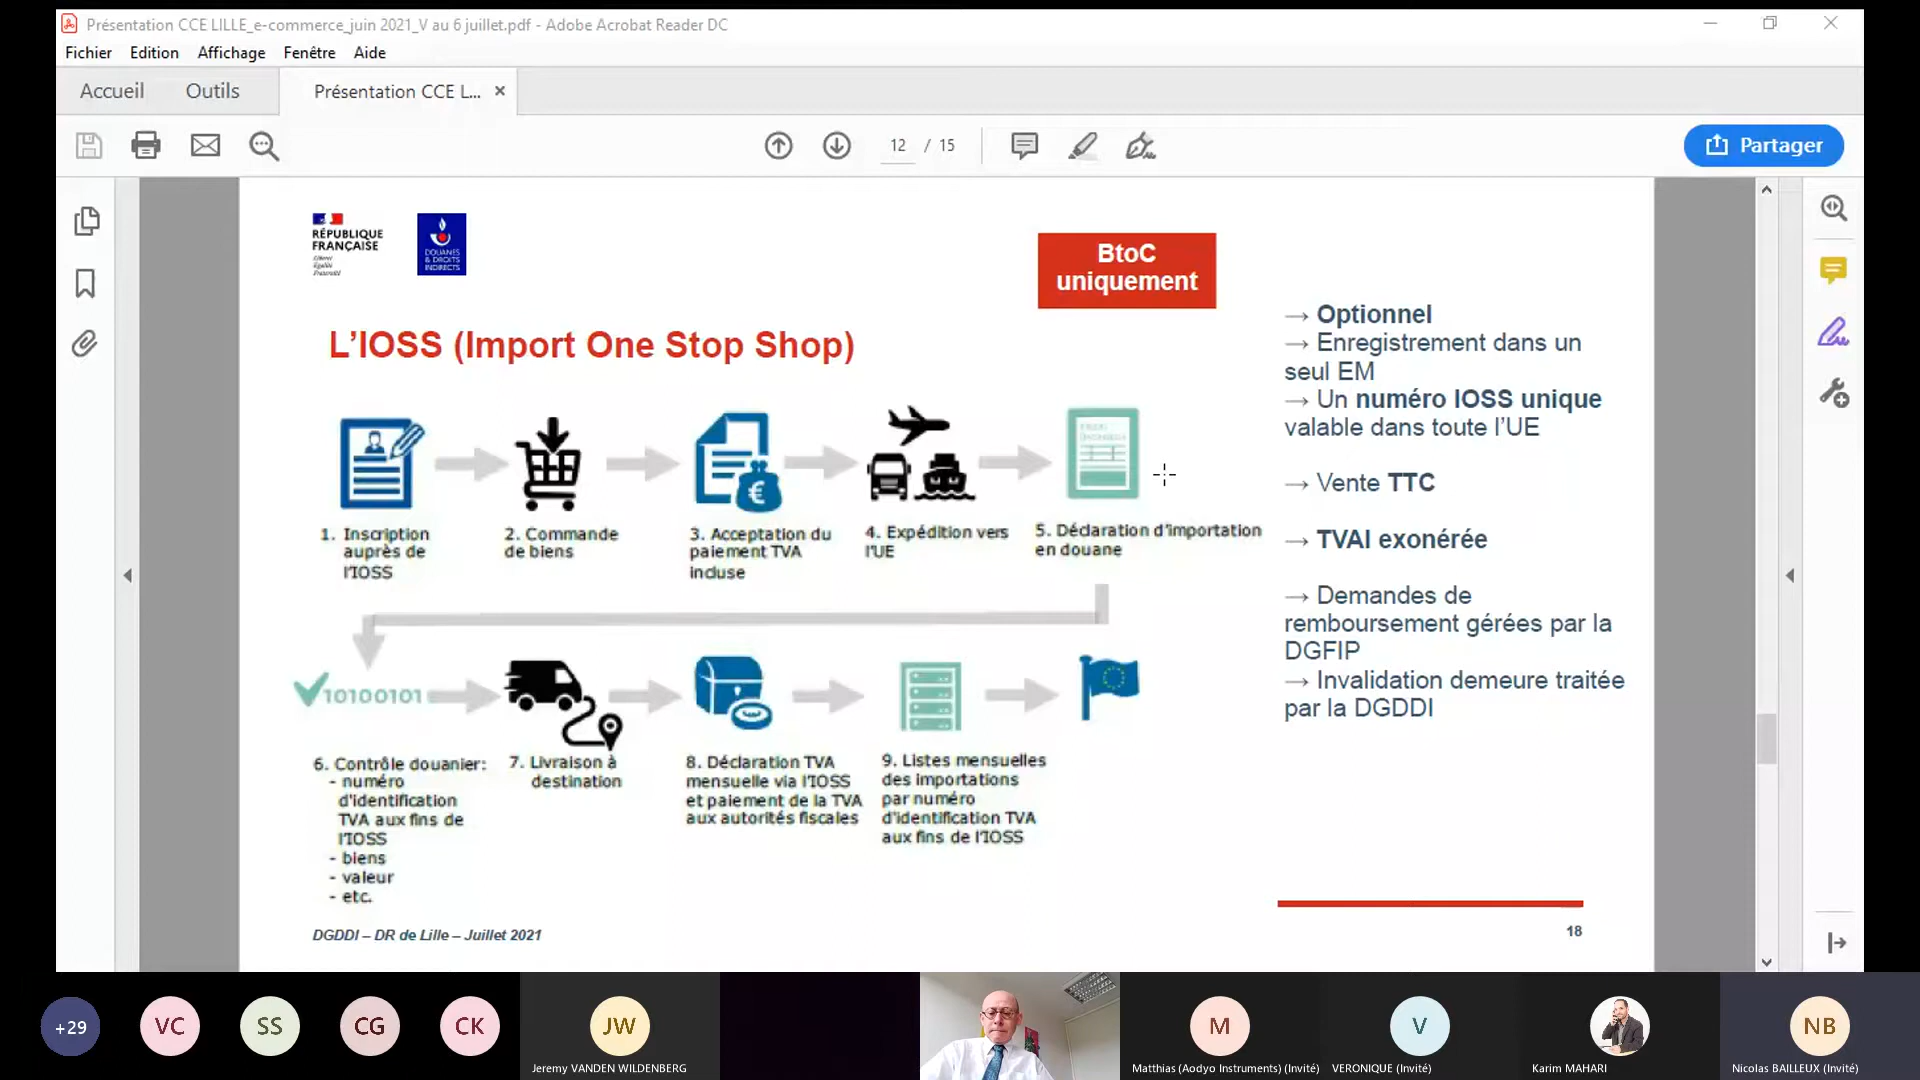 Présentation CCE LILLE_e-commerce_juin 2021_V au 6 juillet.pdf - Adobe Acrobat Reader DC
Fichier Edition Affichage Fenêtre Aide
Accueil Outils Présentation CCE L... ×
12 / 15
Partager
RÉPUBLIQUE
FRANÇAISE
Liberté
Égalité
Fraternité
DOUANES
& DROITS
INDIRECTS
BtoC
uniquement
L'IOSS (Import One Stop Shop)
→ Optionnel
→ Enregistrement dans un
seul EM
→ Un numéro IOSS unique
valable dans toute l'UE
→ Vente TTC
→ TVAI exonérée
→ Demandes de
remboursement gérées par la
DGFIP
→ Invalidation demeure traitée
par la DGDDI
1. Inscription
auprès de
l'IOSS
2. Commande
de biens
€
3. Acceptation du
paiement TVA
incluse
4. Expédition vers
l'UE
5. Déclaration d'importation
en douane
10100101
6. Contrôle douanier:
- numéro
d'identification
TVA aux fins de
l'IOSS
- biens
- valeur
- etc.
7. Livraison à
destination
8. Déclaration TVA
mensuelle via l'IOSS
et paiement de la TVA
aux autorités fiscales
9. Listes mensuelles
des importations
par numéro
d'identification TVA
aux fins de l'IOSS
DGDDI – DR de Lille – Juillet 2021
18
+29 VC SS CG CK JW M V NB
Jeremy VANDEN WILDENBERG
Matthias (Aodyo Instruments) (Invité)
VERONIQUE (Invité)
Karim MAHARI
Nicolas BAILLEUX (Invité)